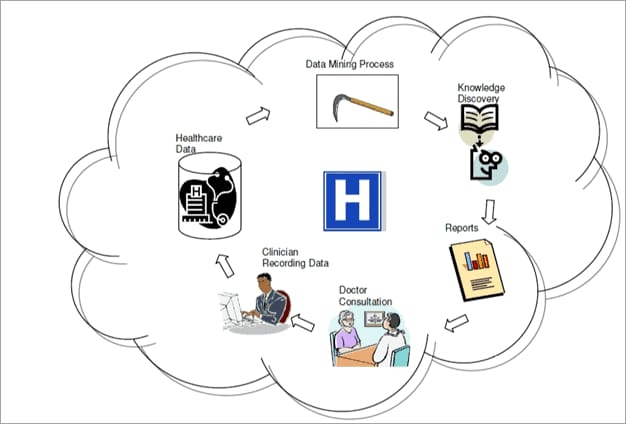 Data Mining Process
Knowledge
Discovery
Healthcare
Data
H
H
Reports
Clinician
Recording Data
Doctor
Consultation